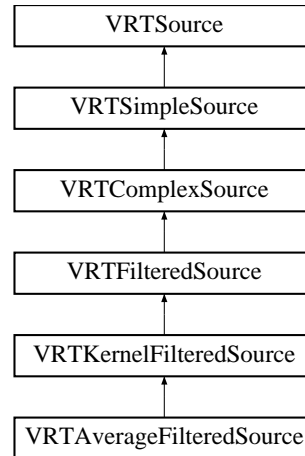 VRTSource
VRTSimpleSource
VRTComplexSource
VRTFilteredSource
VRTKernelFilteredSource
VRTAverageFilteredSource